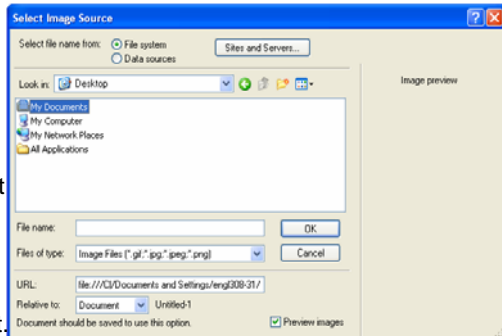 Select Image Source
Select file name from: File system Sites and Servers...
Data sources
Look in: Desktop
Image preview
My Documents
My Computer
My Network Places
All Applications
t
File name: OK
Files of type: Image Files (*.gif;*.jpg;*.jpeg;*.png) Cancel
URL: file:///C|/Documents and Settings/engl308-31/
Relative to: Document Untitled-1
t. Document should be saved to use this option. Preview images